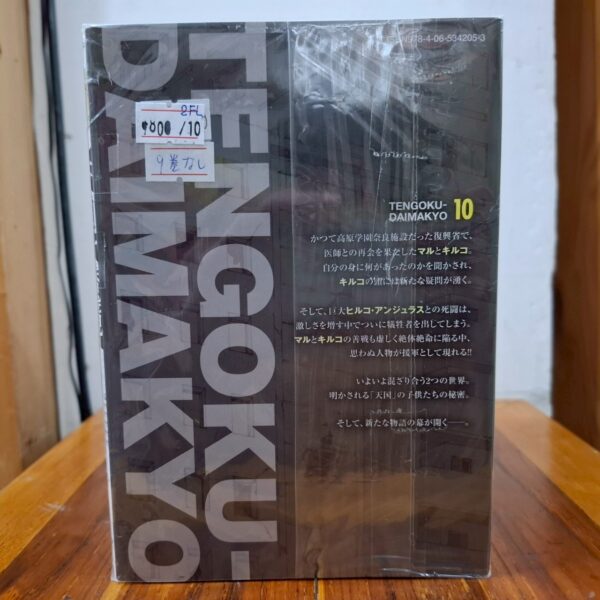 TENGOKU-
DAIMAKYO
978-4-06-534205-3
2FL
/10
9巻なし
TENGOKU-
DAIMAKYO 10
かつて高原学園奈良施設だった復興省で、
医師との再会を果たしたマルとキルコ。
自分の身に何があったのかを聞かされ、
キルコの胸には新たな疑問が湧く。
そして、巨大ヒルコ・アンジュラスとの死闘は、
激しさを増す中でついに犠牲者を出してしまう。
マルとキルコの善戦も虚しく絶体絶命に陥る中、
思わぬ人物が援軍として現れる!!
いよいよ混ざり合う2つの世界。
明かされる「天国」の子供たちの秘密。
そして、新たな物語の幕が開く――。